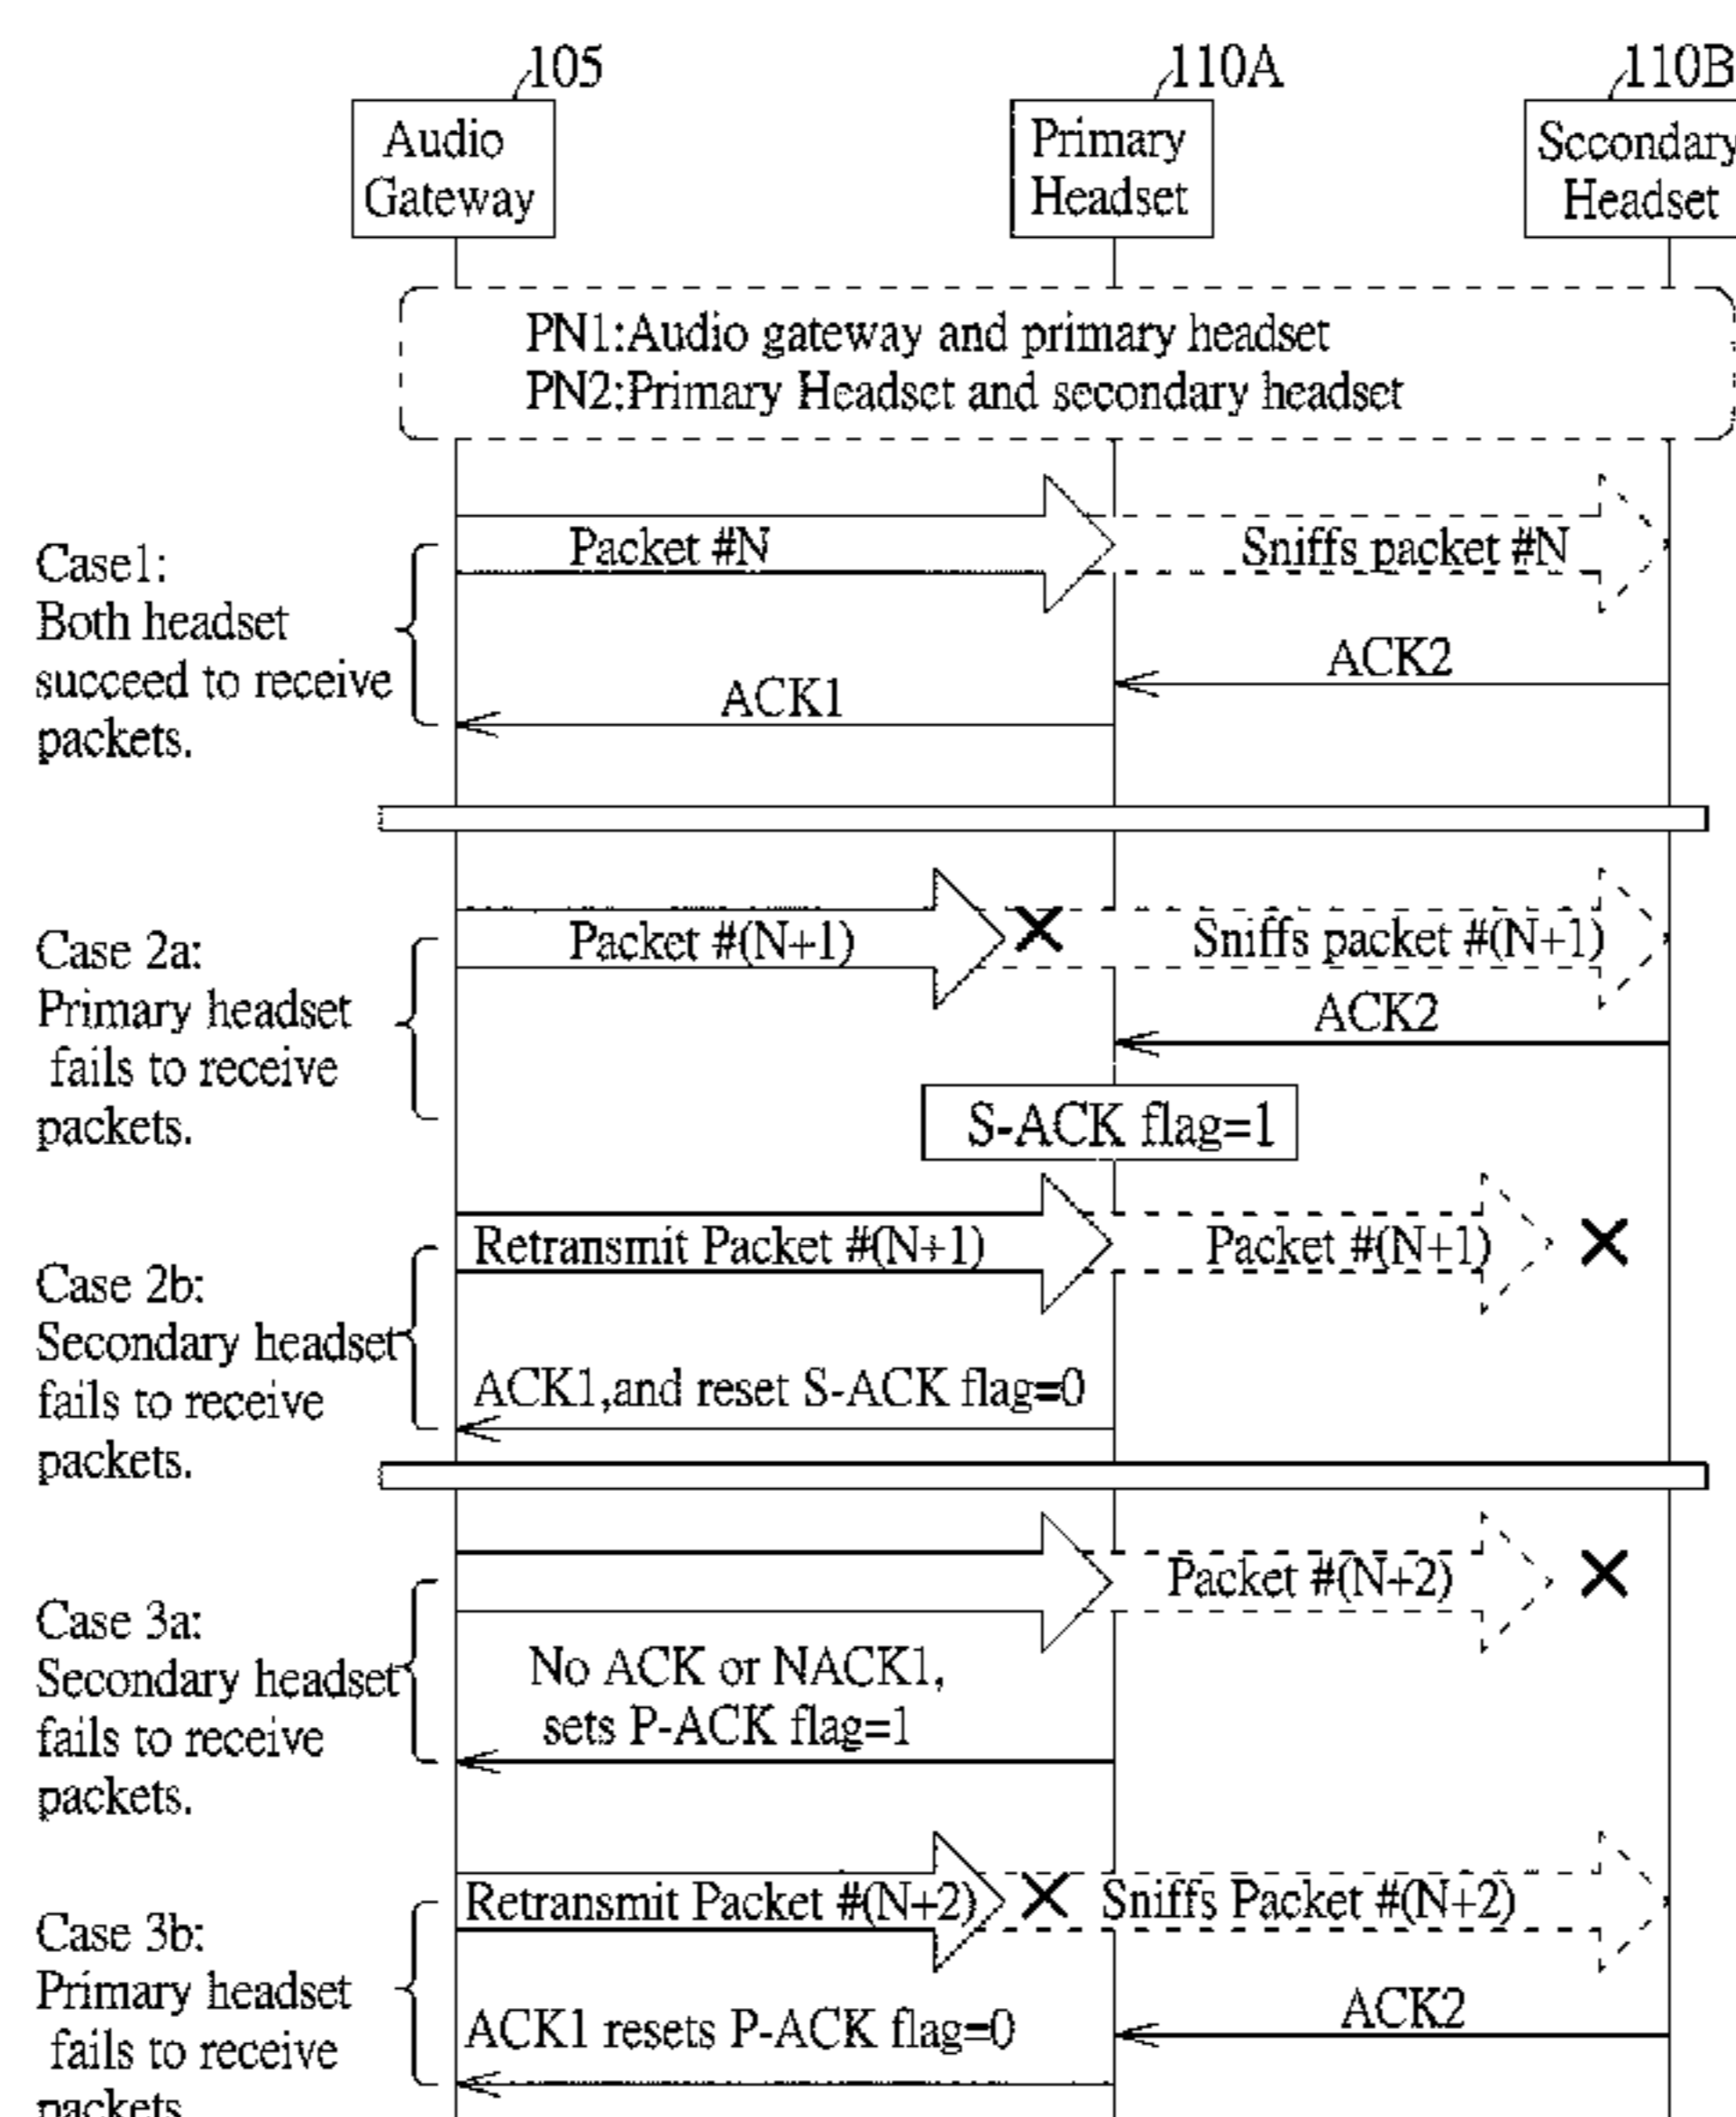 105
110A
110B
Audio
Gateway
Primary
Headset
Secondary
Headset
PN1:Audio gateway and primary headset
PN2:Primary Headset and secondary headset
Case1:
Both headset
succeed to receive
packets.
Packet #N
Sniffs packet #N
ACK2
ACK1
Case 2a:
Primary headset
fails to receive
packets.
Packet #(N+1)
Sniffs packet #(N+1)
ACK2
S-ACK flag=1
Case 2b:
Secondary headset
fails to receive
packets.
Retransmit Packet #(N+1)
Packet #(N+1)
ACK1,and reset S-ACK flag=0
Case 3a:
Secondary headset
fails to receive
packets.
Packet #(N+2)
No ACK or NACK1,
sets P-ACK flag=1
Case 3b:
Primary headset
fails to receive
packets
Retransmit Packet #(N+2)
Sniffs Packet #(N+2)
ACK2
ACK1 resets P-ACK flag=0